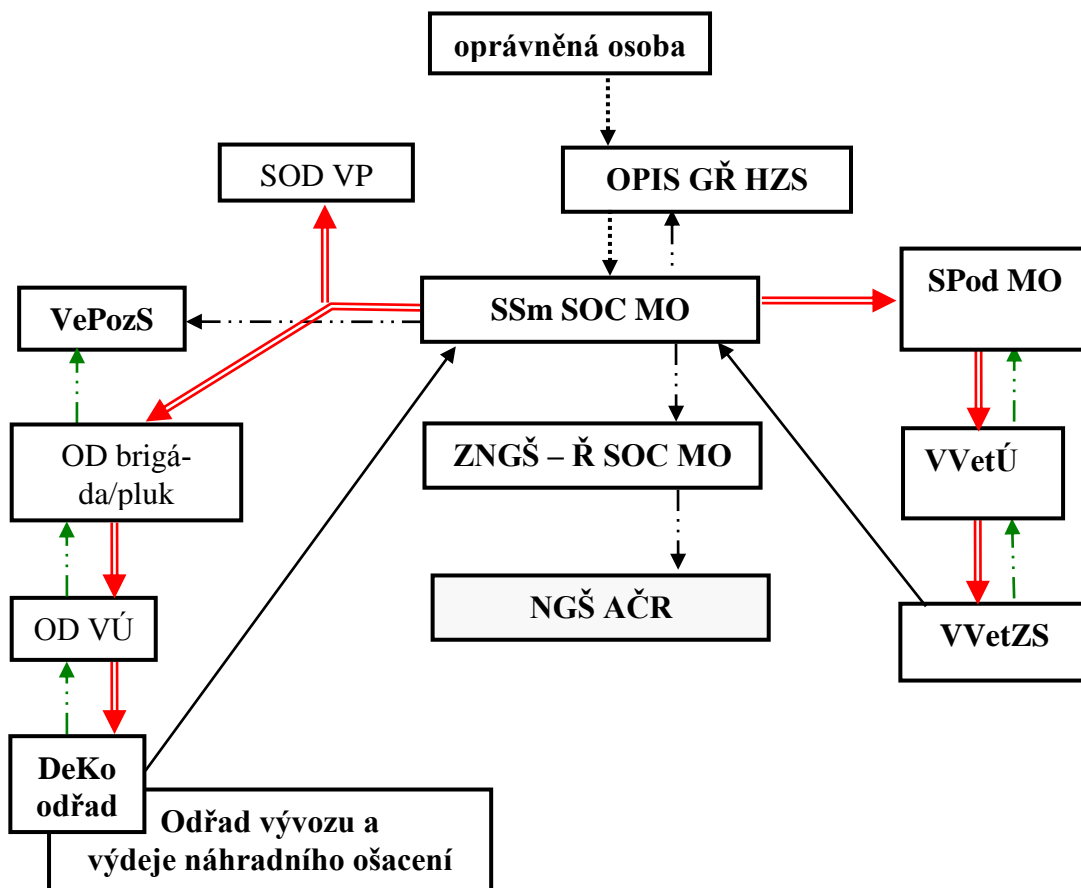 oprávněná osoba
SOD VP
OPIS GŘ HZS
VePozS
SSm SOC MO
SPod MO
OD brigá-
da/pluk
ZNGŠ – Ř SOC MO
VVetÚ
OD VÚ
NGŠ AČR
VVetZS
DeKo
odřad
Odřad vývozu a
výdeje náhradního ošacení